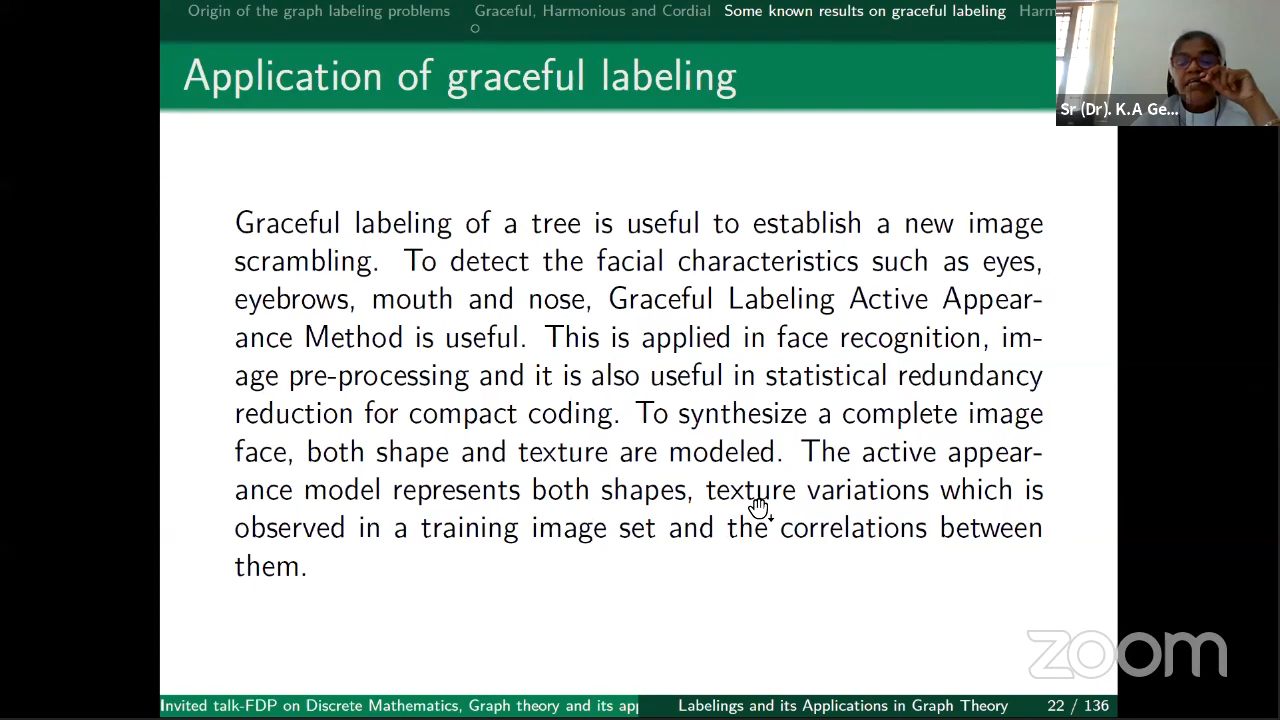 Origin of the graph labeling problems Graceful, Harmonious and Cordial Some known results on graceful labeling Harm
Application of graceful labeling
Sr (Dr). K.A Ge...
Graceful labeling of a tree is useful to establish a new image
scrambling. To detect the facial characteristics such as eyes,
eyebrows, mouth and nose, Graceful Labeling Active Appear-
ance Method is useful. This is applied in face recognition, im-
age pre-processing and it is also useful in statistical redundancy
reduction for compact coding. To synthesize a complete image
face, both shape and texture are modeled. The active appear-
ance model represents both shapes, texture variations which is
observed in a training image set and the correlations between
them.
zoom
Invited talk-FDP on Discrete Mathematics, Graph theory and its app Labelings and its Applications in Graph Theory 22 / 136